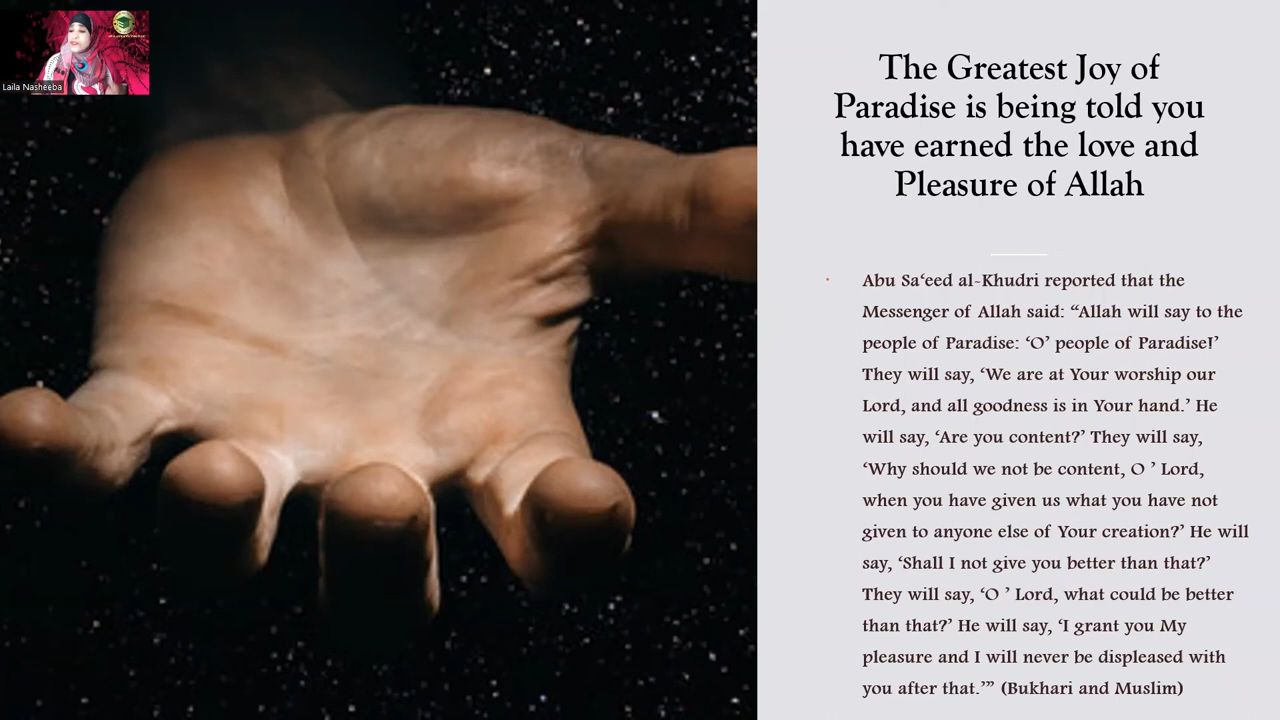 Laila Nasheeba
The Greatest Joy of
Paradise is being told you
have earned the love and
Pleasure of Allah
• Abu Sa‘eed al-Khudri reported that the
Messenger of Allah said: “Allah will say to the
people of Paradise: ‘O’ people of Paradise!’
They will say, ‘We are at Your worship our
Lord, and all goodness is in Your hand.’ He
will say, ‘Are you content?’ They will say,
‘Why should we not be content, O ’ Lord,
when you have given us what you have not
given to anyone else of Your creation?’ He will
say, ‘Shall I not give you better than that?’
They will say, ‘O ’ Lord, what could be better
than that?’ He will say, ‘I grant you My
pleasure and I will never be displeased with
you after that.’” (Bukhari and Muslim)